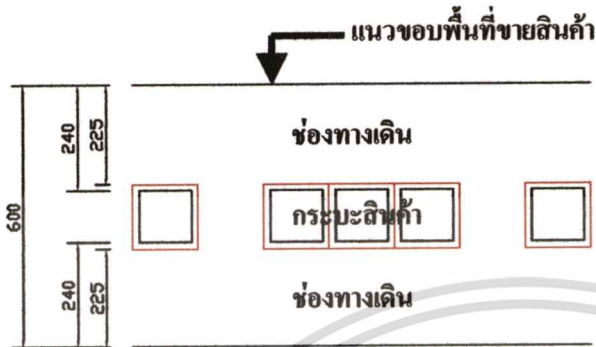 แนวขอบพื้นที่ขายสินค้า
ช่องทางเดิน
240
225
600
กระบะสินค้า
ช่องทางเดิน
240
225